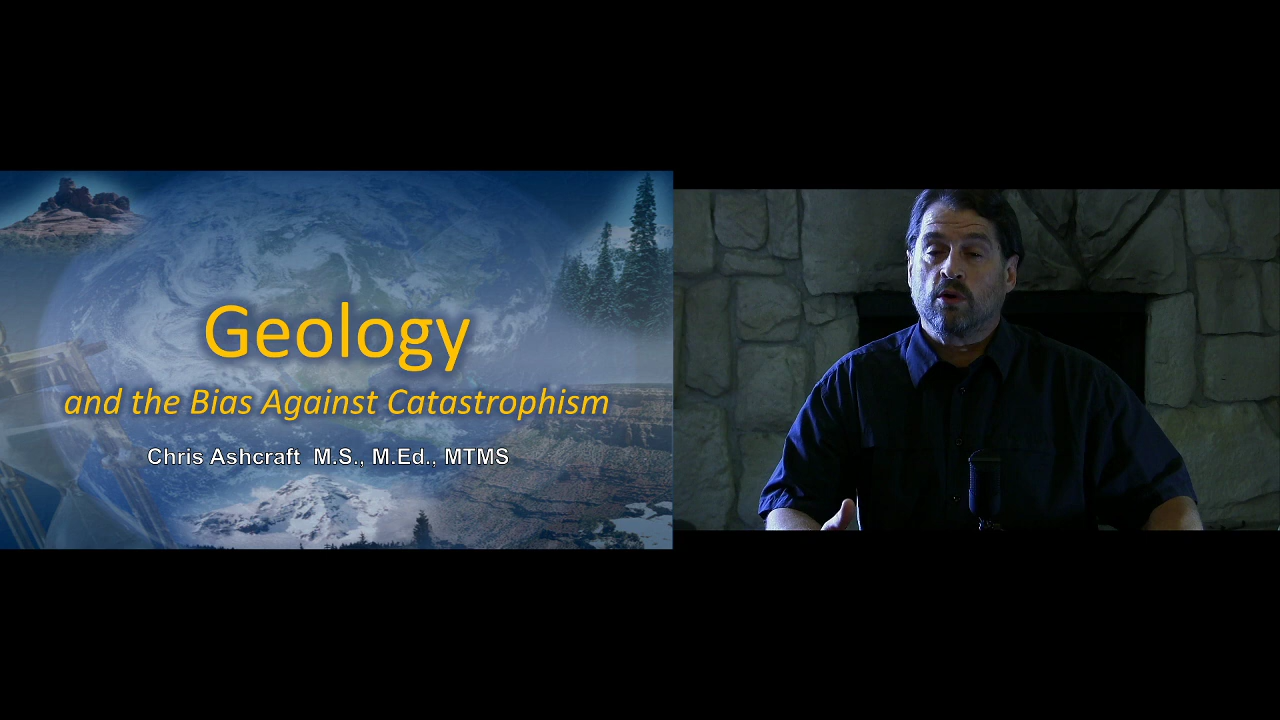 Geology
and the Bias Against Catastrophism
Chris Ashcraft  M.S., M.Ed., MTMS